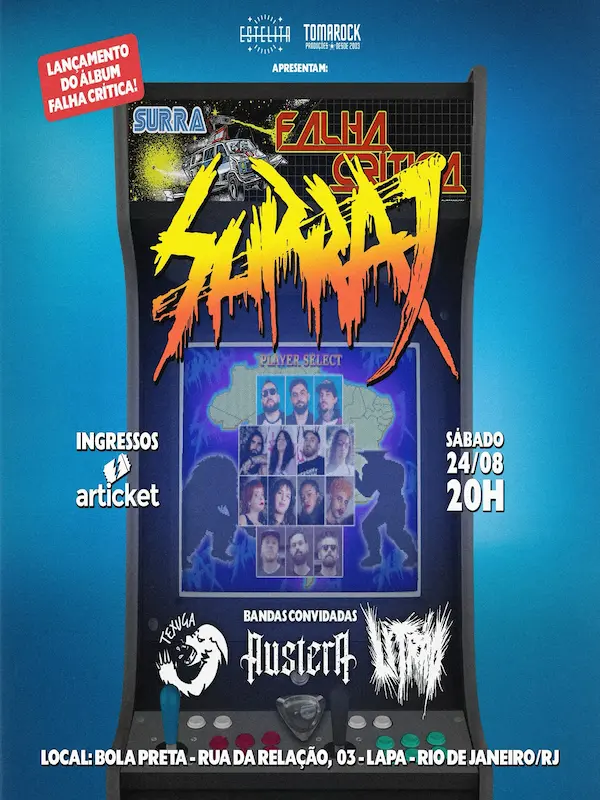 ESTELITA
TOMAROCK
PRODUÇÕES ★ DESDE 2003
APRESENTAM:
LANÇAMENTO
DO ÁLBUM
FALHA CRÍTICA!
SURRA
FALHA
CRÍTICA
SURRA
PLAYER SELECT
INGRESSOS
articket
SÁBADO
24/08
20H
BANDAS CONVIDADAS
TEXUGA
AUSTERA
LOCAL: BOLA PRETA - RUA DA RELAÇÃO, 03 - LAPA - RIO DE JANEIRO/RJ